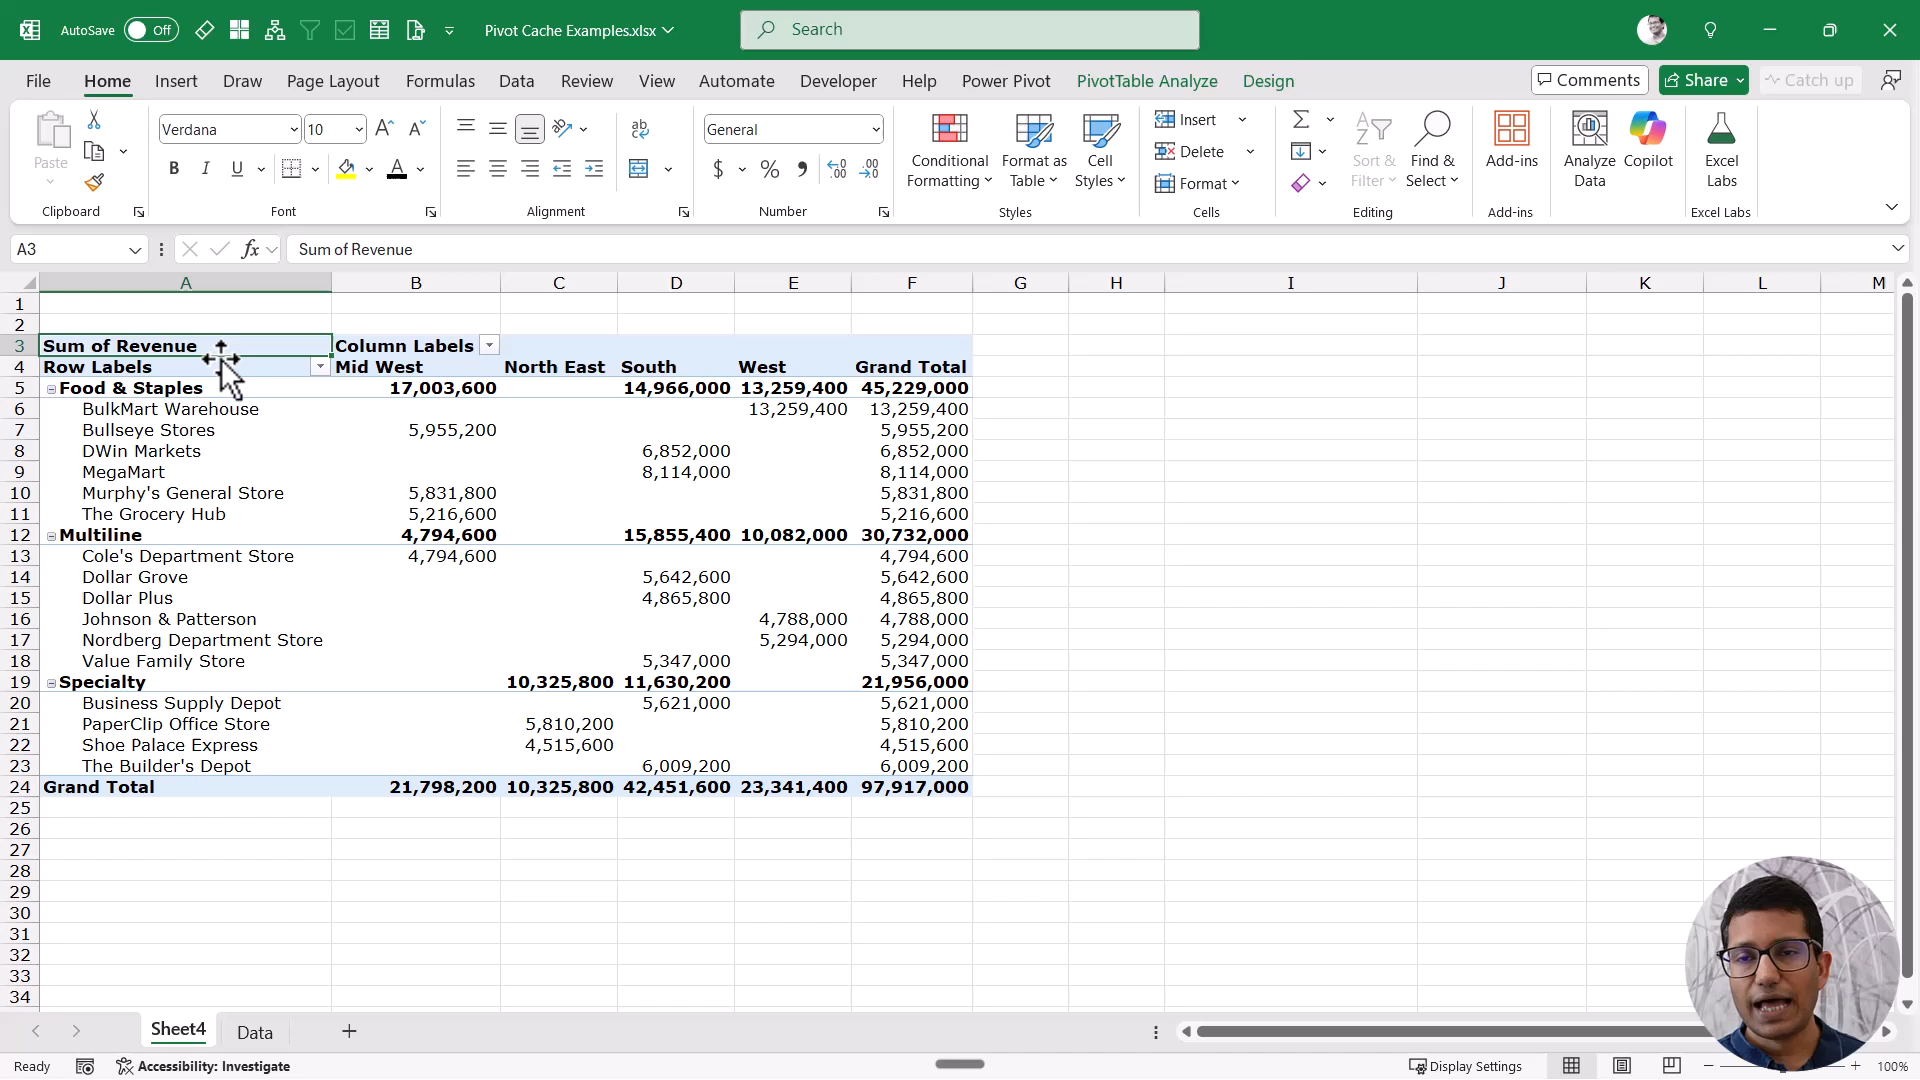 AutoSave Off Pivot Cache Examples.xlsx Search
File Home Insert Draw Page Layout Formulas Data Review View Automate Developer Help Power Pivot PivotTable Analyze Design Comments Share Catch up
Verdana 10 ab c General Insert
Paste Conditional Formatting Format as Table Cell Styles Delete Sort & Filter Find & Select Add-ins Analyze Data Copilot Excel Labs
B I U $ % , Format
Clipboard Font Alignment Number Styles Cells Editing Add-ins Excel Labs
A3 fx Sum of Revenue
A B C D E F G H I J K L M
1
2
3 Sum of Revenue Column Labels
4 Row Labels Mid West North East South West Grand Total
5 Food & Staples 17,003,600 14,966,000 13,259,400 45,229,000
6 BulkMart Warehouse 13,259,400 13,259,400
7 Bullseye Stores 5,955,200 5,955,200
8 DWin Markets 6,852,000 6,852,000
9 MegaMart 8,114,000 8,114,000
10 Murphy's General Store 5,831,800 5,831,800
11 The Grocery Hub 5,216,600 5,216,600
12 Multiline 4,794,600 15,855,400 10,082,000 30,732,000
13 Cole's Department Store 4,794,600 4,794,600
14 Dollar Grove 5,642,600 5,642,600
15 Dollar Plus 4,865,800 4,865,800
16 Johnson & Patterson 4,788,000 4,788,000
17 Nordberg Department Store 5,294,000 5,294,000
18 Value Family Store 5,347,000 5,347,000
19 Specialty 10,325,800 11,630,200 21,956,000
20 Business Supply Depot 5,621,000 5,621,000
21 PaperClip Office Store 5,810,200 5,810,200
22 Shoe Palace Express 4,515,600 4,515,600
23 The Builder's Depot 6,009,200 6,009,200
24 Grand Total 21,798,200 10,325,800 42,451,600 23,341,400 97,917,000
25
26
27
28
29
30
31
32
33
34
Sheet4 Data
Ready Accessibility: Investigate Display Settings 100%